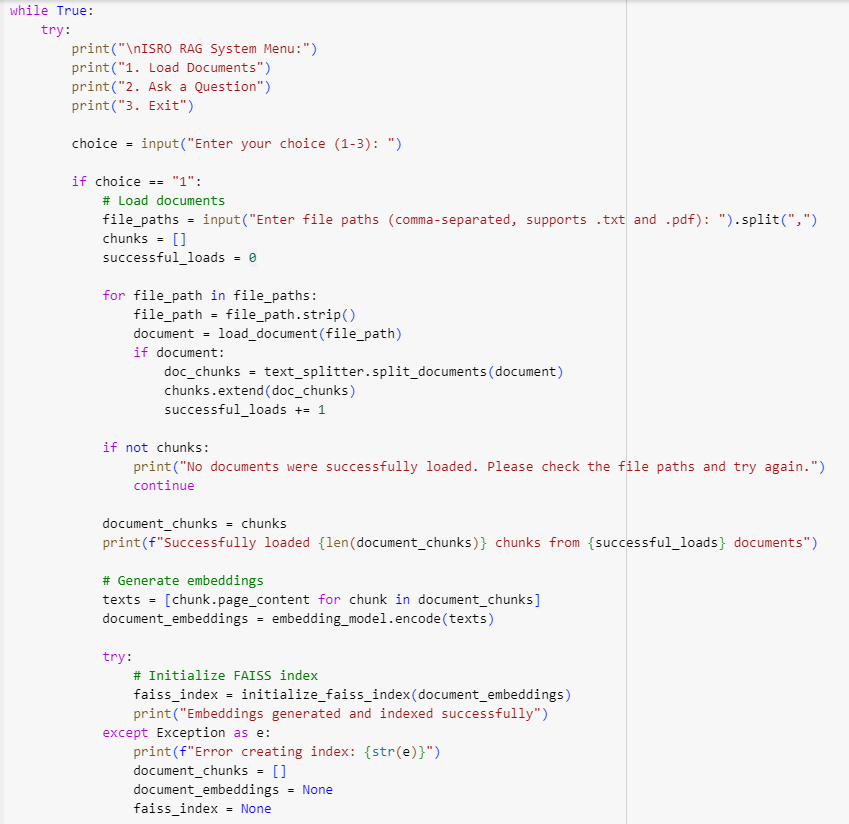 while True:
    try:
        print("\nISRO RAG System Menu:")
        print("1. Load Documents")
        print("2. Ask a Question")
        print("3. Exit")

        choice = input("Enter your choice (1-3): ")

        if choice == "1":
            # Load documents
            file_paths = input("Enter file paths (comma-separated, supports .txt and .pdf): ").split(",")
            chunks = []
            successful_loads = 0

            for file_path in file_paths:
                file_path = file_path.strip()
                document = load_document(file_path)
                if document:
                    doc_chunks = text_splitter.split_documents(document)
                    chunks.extend(doc_chunks)
                    successful_loads += 1

            if not chunks:
                print("No documents were successfully loaded. Please check the file paths and try again.")
                continue

            document_chunks = chunks
            print(f"Successfully loaded {len(document_chunks)} chunks from {successful_loads} documents")

            # Generate embeddings
            texts = [chunk.page_content for chunk in document_chunks]
            document_embeddings = embedding_model.encode(texts)

            try:
                # Initialize FAISS index
                faiss_index = initialize_faiss_index(document_embeddings)
                print("Embeddings generated and indexed successfully")
            except Exception as e:
                print(f"Error creating index: {str(e)}")
                document_chunks = []
                document_embeddings = None
                faiss_index = None